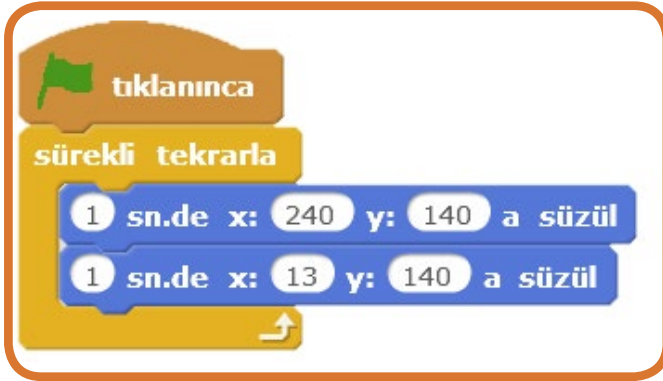 tıklanınca
sürekli tekrarla
1 sn.de x: 240 y: 140 a süzül
1 sn.de x: 13 y: 140 a süzül